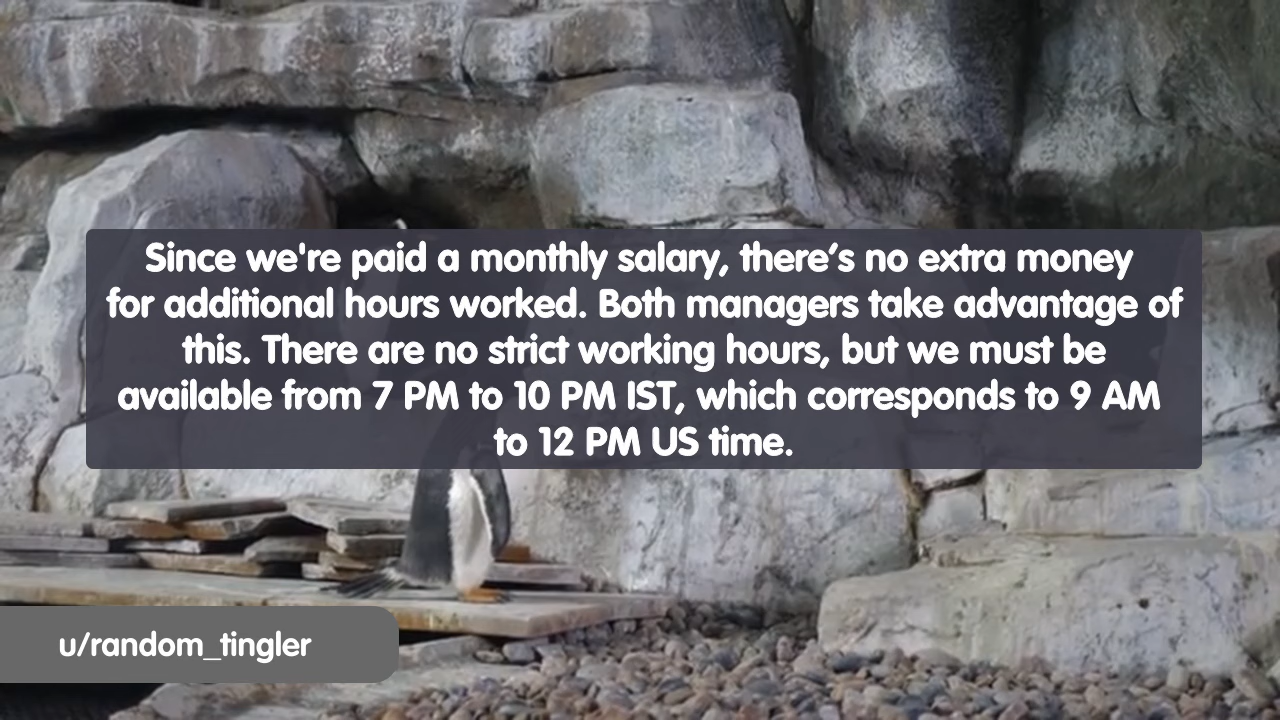 Since we're paid a monthly salary, there’s no extra money
for additional hours worked. Both managers take advantage of
this. There are no strict working hours, but we must be
available from 7 PM to 10 PM IST, which corresponds to 9 AM
to 12 PM US time.
u/random_tingler